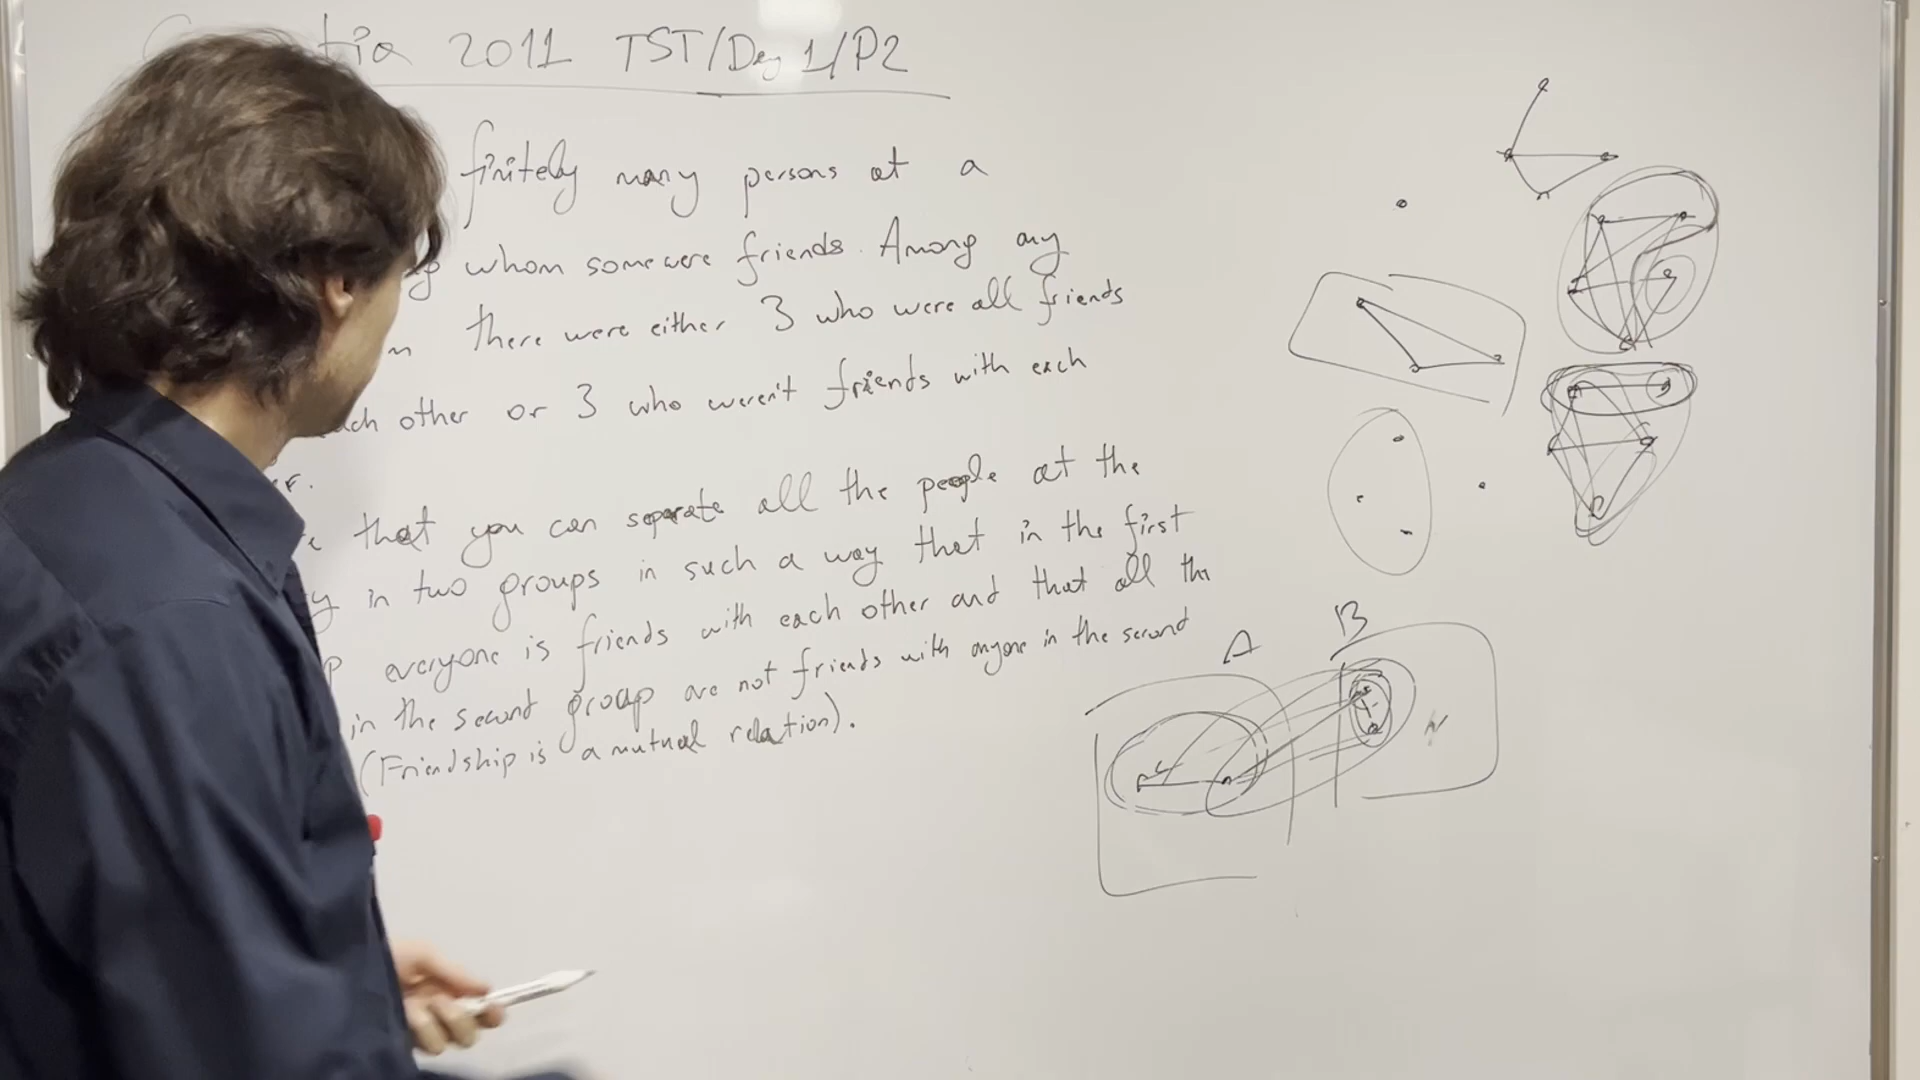 tia 2011 TST/Day 1/P2
finitely many persons at a
whom some were friends. Among any
there were either 3 who were all friends
ach other or 3 who weren't friends with each
r.
that you can separate all the people at the
y in two groups in such a way that in the first
p everyone is friends with each other and that all the
in the second group are not friends with anyone in the second
(Friendship is a mutual relation).
A
B